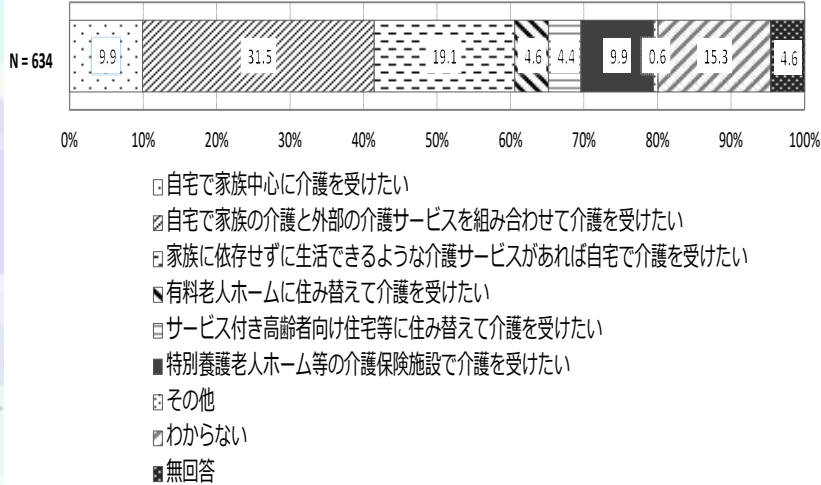 N = 634
9.9 31.5 19.1 4.6 4.4 9.9 0.6 15.3 4.6
0% 10% 20% 30% 40% 50% 60% 70% 80% 90% 100%
自宅で家族中心に介護を受けたい
自宅で家族の介護と外部の介護サービスを組み合わせて介護を受けたい
家族に依存せずに生活できるような介護サービスがあれば自宅で介護を受けたい
有料老人ホームに住み替えて介護を受けたい
サービス付き高齢者向け住宅等に住み替えて介護を受けたい
特別養護老人ホーム等の介護保険施設で介護を受けたい
その他
わからない
無回答